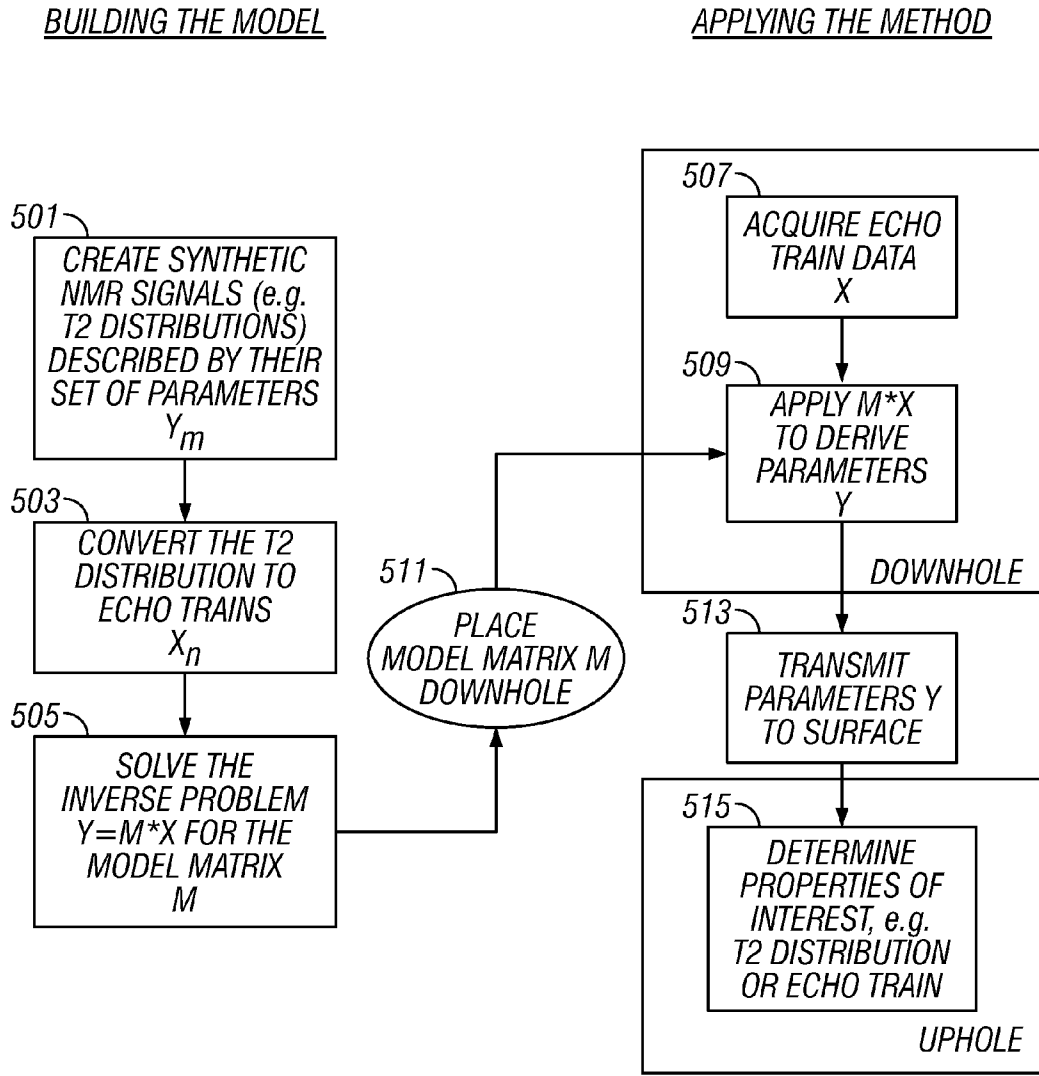 BUILDING THE MODEL
501
CREATE SYNTHETIC
NMR SIGNALS (e.g.
T2 DISTRIBUTIONS)
DESCRIBED BY THEIR
SET OF PARAMETERS
Ym
503
CONVERT THE T2
DISTRIBUTION TO
ECHO TRAINS
Xn
505
SOLVE THE
INVERSE PROBLEM
Y=M*X FOR THE
MODEL MATRIX
M
511
PLACE
MODEL MATRIX M
DOWNHOLE
APPLYING THE METHOD
507
ACQUIRE ECHO
TRAIN DATA
X
509
APPLY M*X
TO DERIVE
PARAMETERS
Y
DOWNHOLE
513
TRANSMIT
PARAMETERS Y
TO SURFACE
515
DETERMINE
PROPERTIES OF
INTEREST, e.g.
T2 DISTRIBUTION
OR ECHO TRAIN
UPHOLE